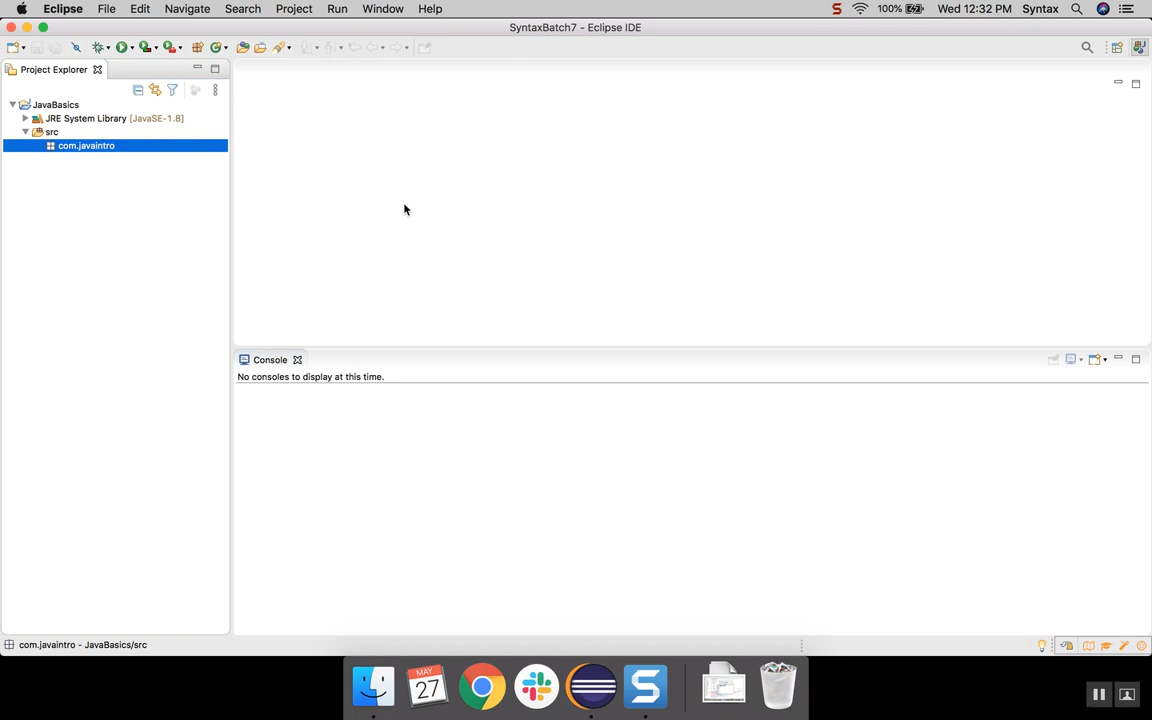 Eclipse File Edit Navigate Search Project Run Window Help S 100% Wed 12:32 PM Syntax
SyntaxBatch7 - Eclipse IDE
Project Explorer
JavaBasics
JRE System Library [JavaSE-1.8]
src
com.javaintro
Console
No consoles to display at this time.
com.javaintro - JavaBasics/src
MAY
27
S